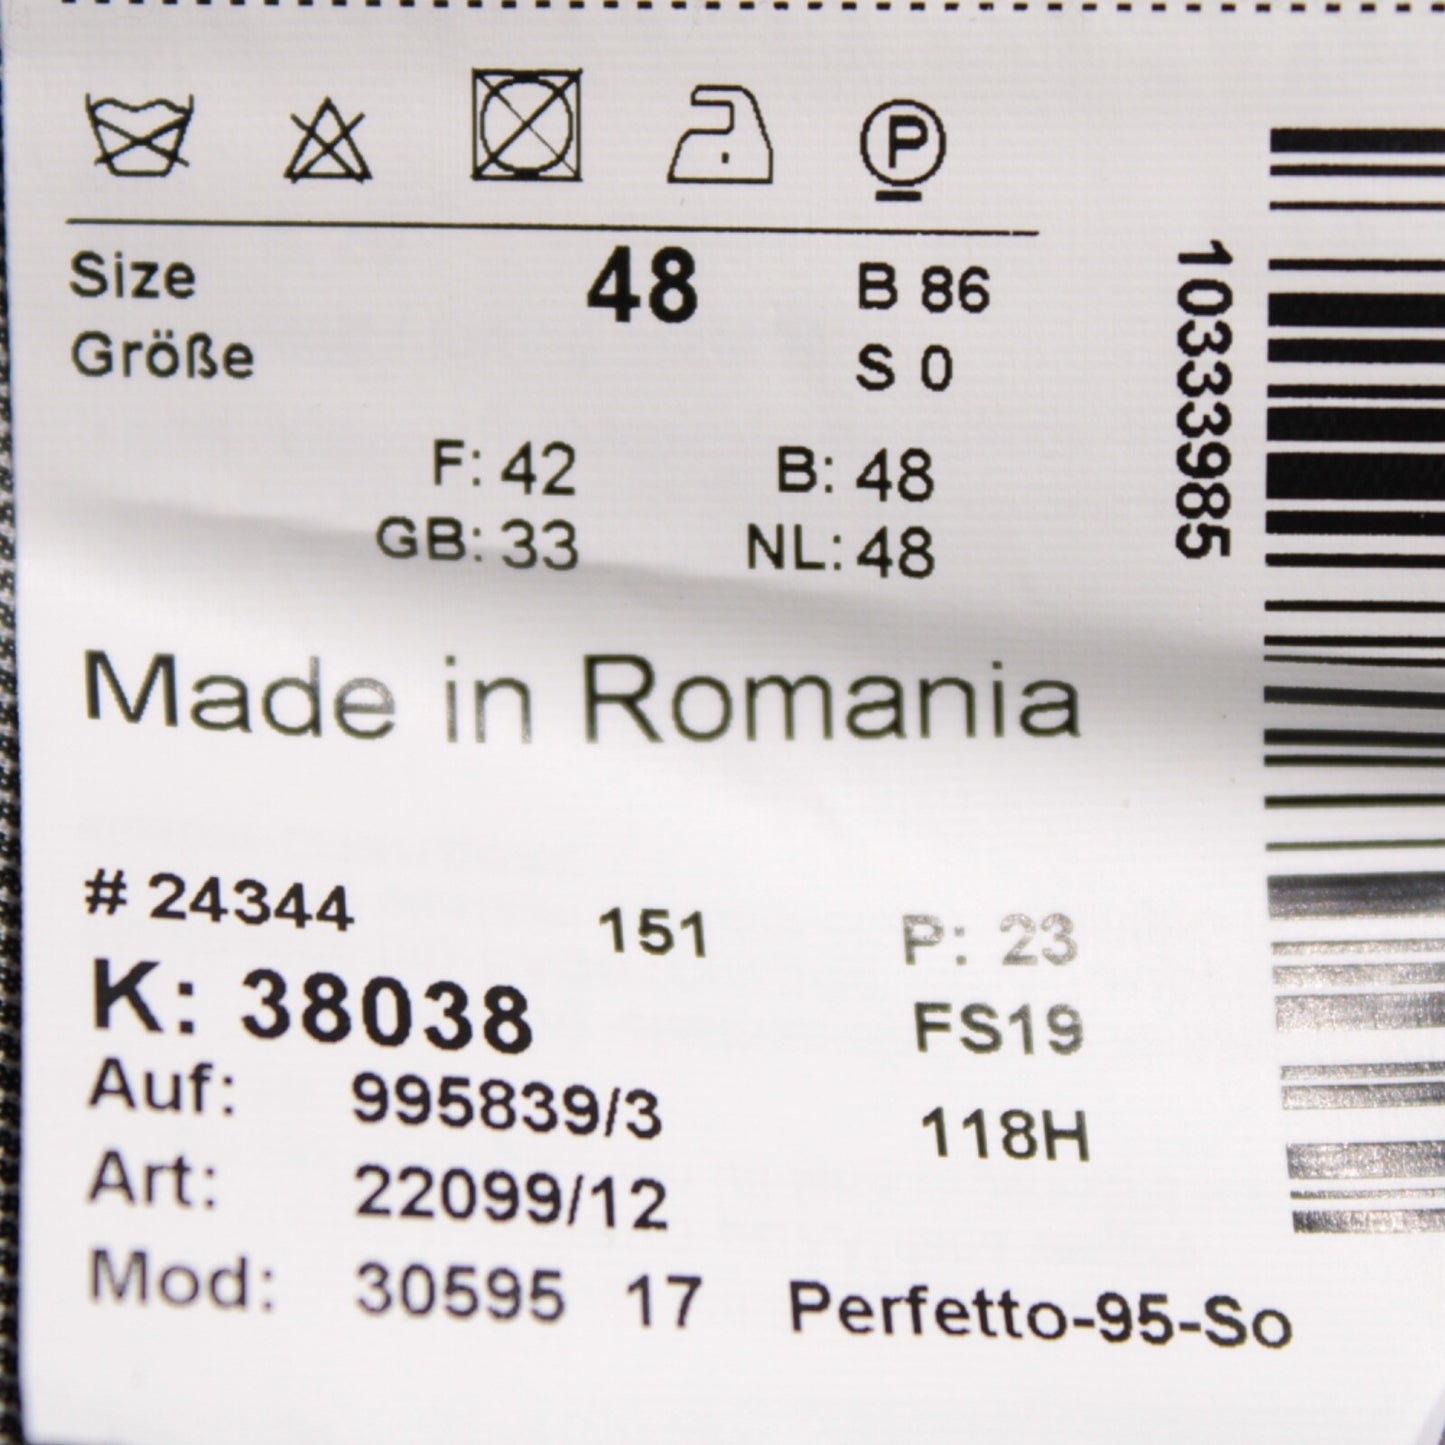 P
Size 48 B 86
Größe S 0
F: 42 B: 48
GB: 33 NL: 48
Made in Romania
# 24344 151 P: 23
K: 38038 FS19
Auf: 995839/3 118H
Art: 22099/12
Mod: 30595 17 Perfetto-95-So
10333985